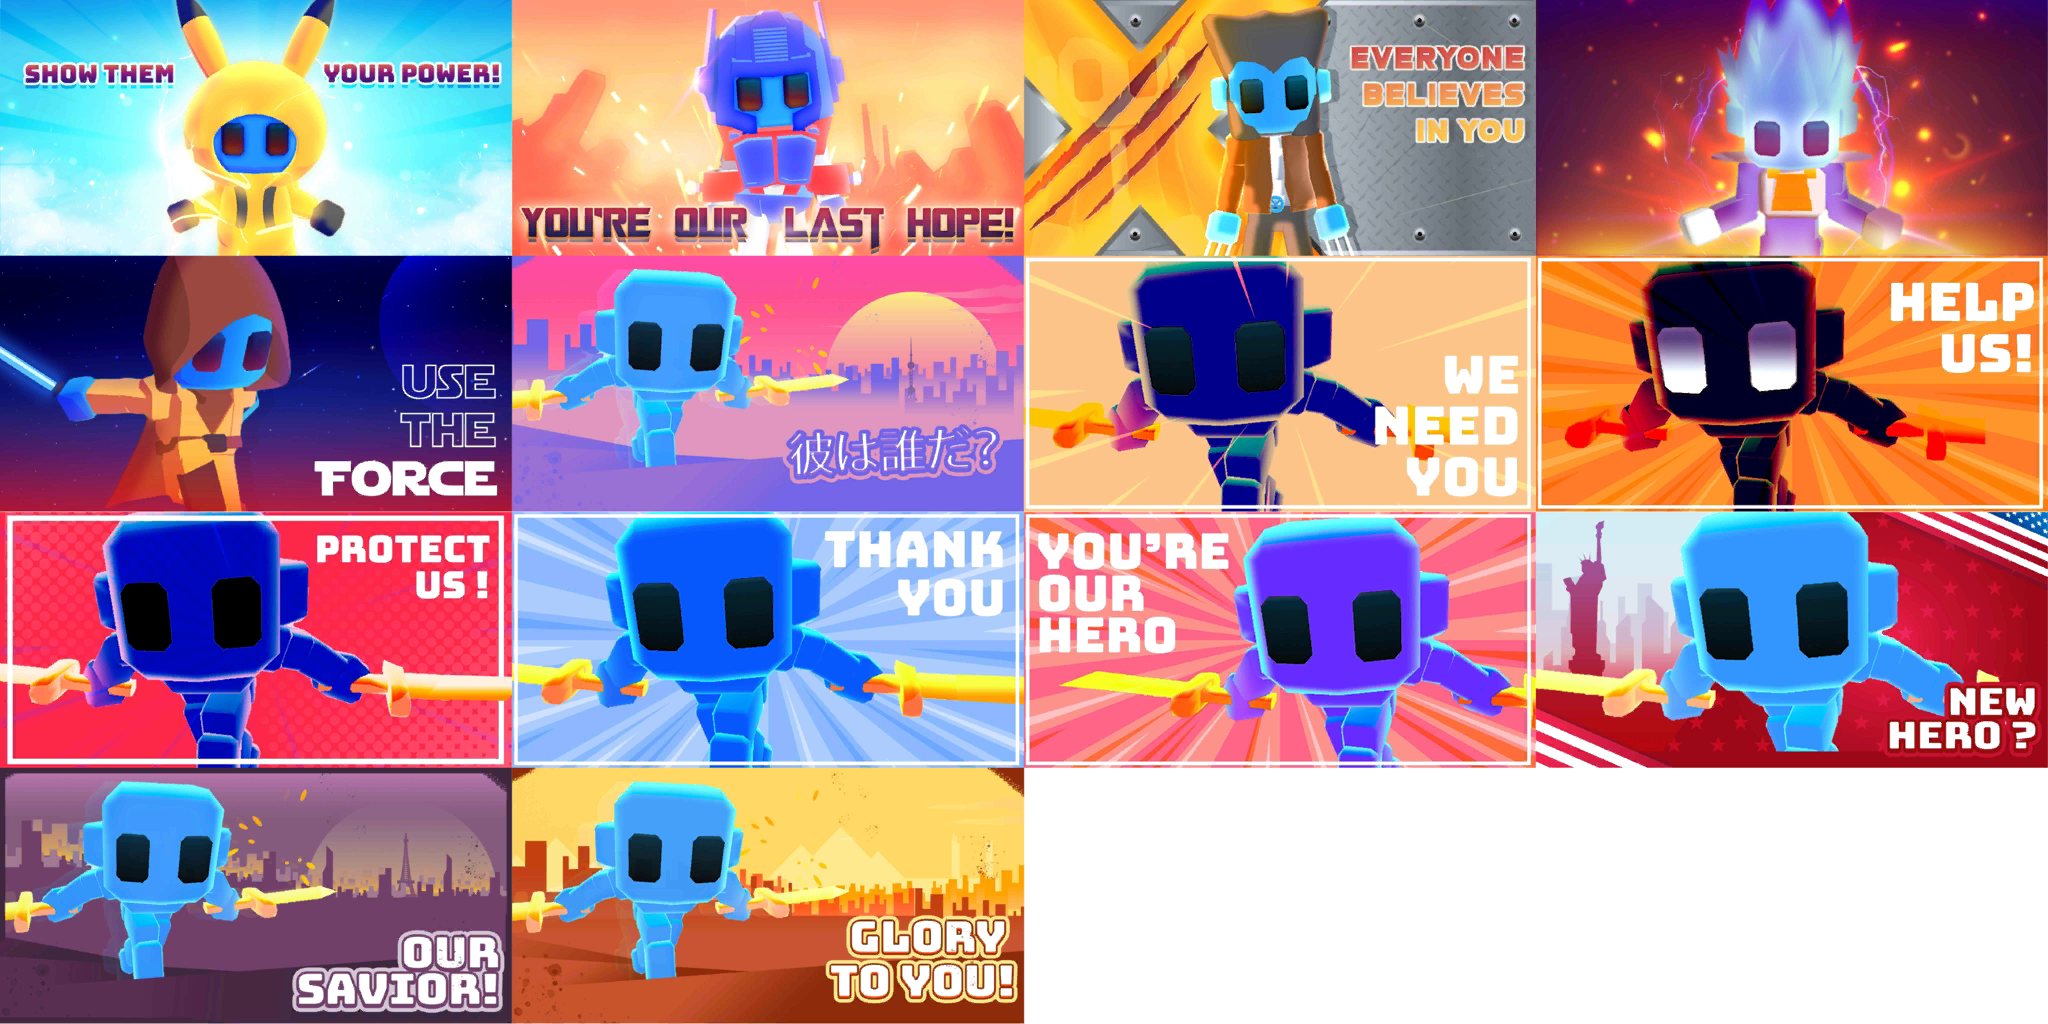 SHOW THEM YOUR POWER!
YOU'RE OUR LAST HOPE!
EVERYONE
BELIEVES
IN YOU
USE
THE
FORCE
彼は誰だ?
WE
NEED
YOU
HELP
US!
PROTECT
US !
THANK
YOU
YOU'RE
OUR
HERO
NEW
HERO ?
OUR
SAVIOR!
GLORY
TO YOU!